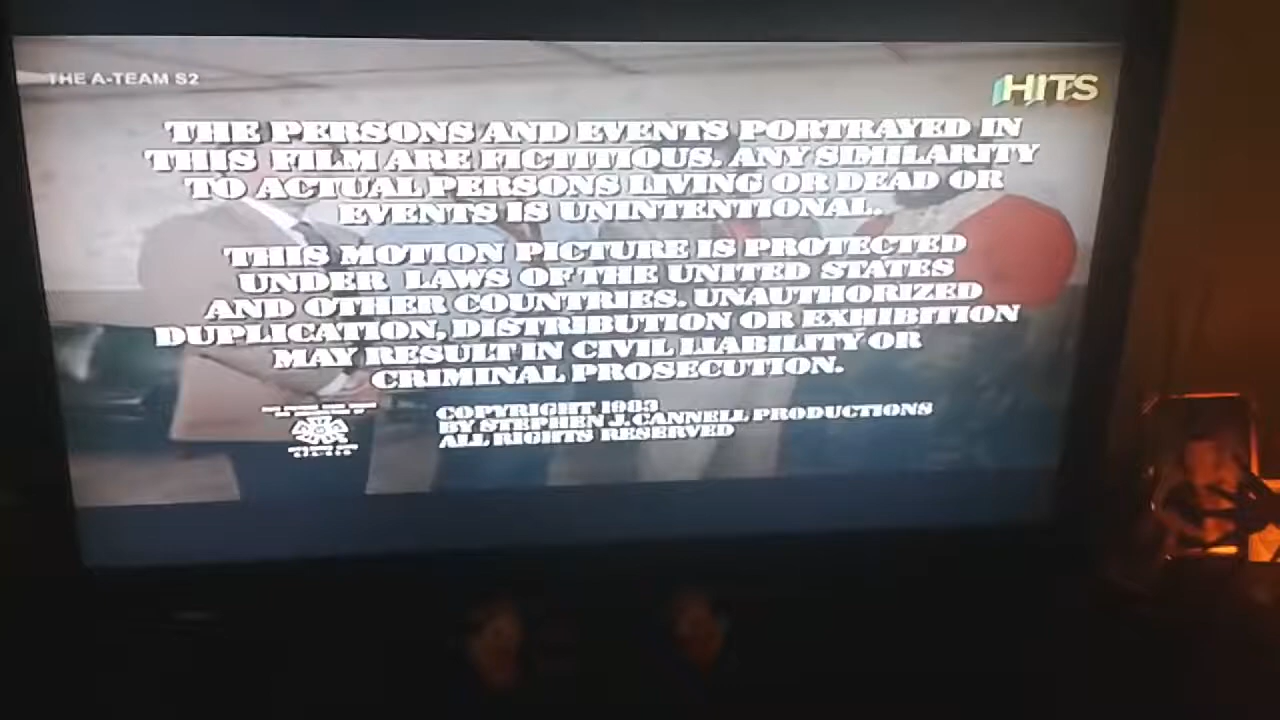 THE A-TEAM S2
HITS
THE PERSONS AND EVENTS PORTRAYED IN
THIS FILM ARE FICTITIOUS. ANY SIMILARITY
TO ACTUAL PERSONS LIVING OR DEAD OR
EVENTS IS UNINTENTIONAL.
THIS MOTION PICTURE IS PROTECTED
UNDER LAWS OF THE UNITED STATES
AND OTHER COUNTRIES. UNAUTHORIZED
DUPLICATION, DISTRIBUTION OR EXHIBITION
MAY RESULT IN CIVIL LIABILITY OR
CRIMINAL PROSECUTION.
COPYRIGHT 1983
BY STEPHEN J. CANNELL PRODUCTIONS
ALL RIGHTS RESERVED